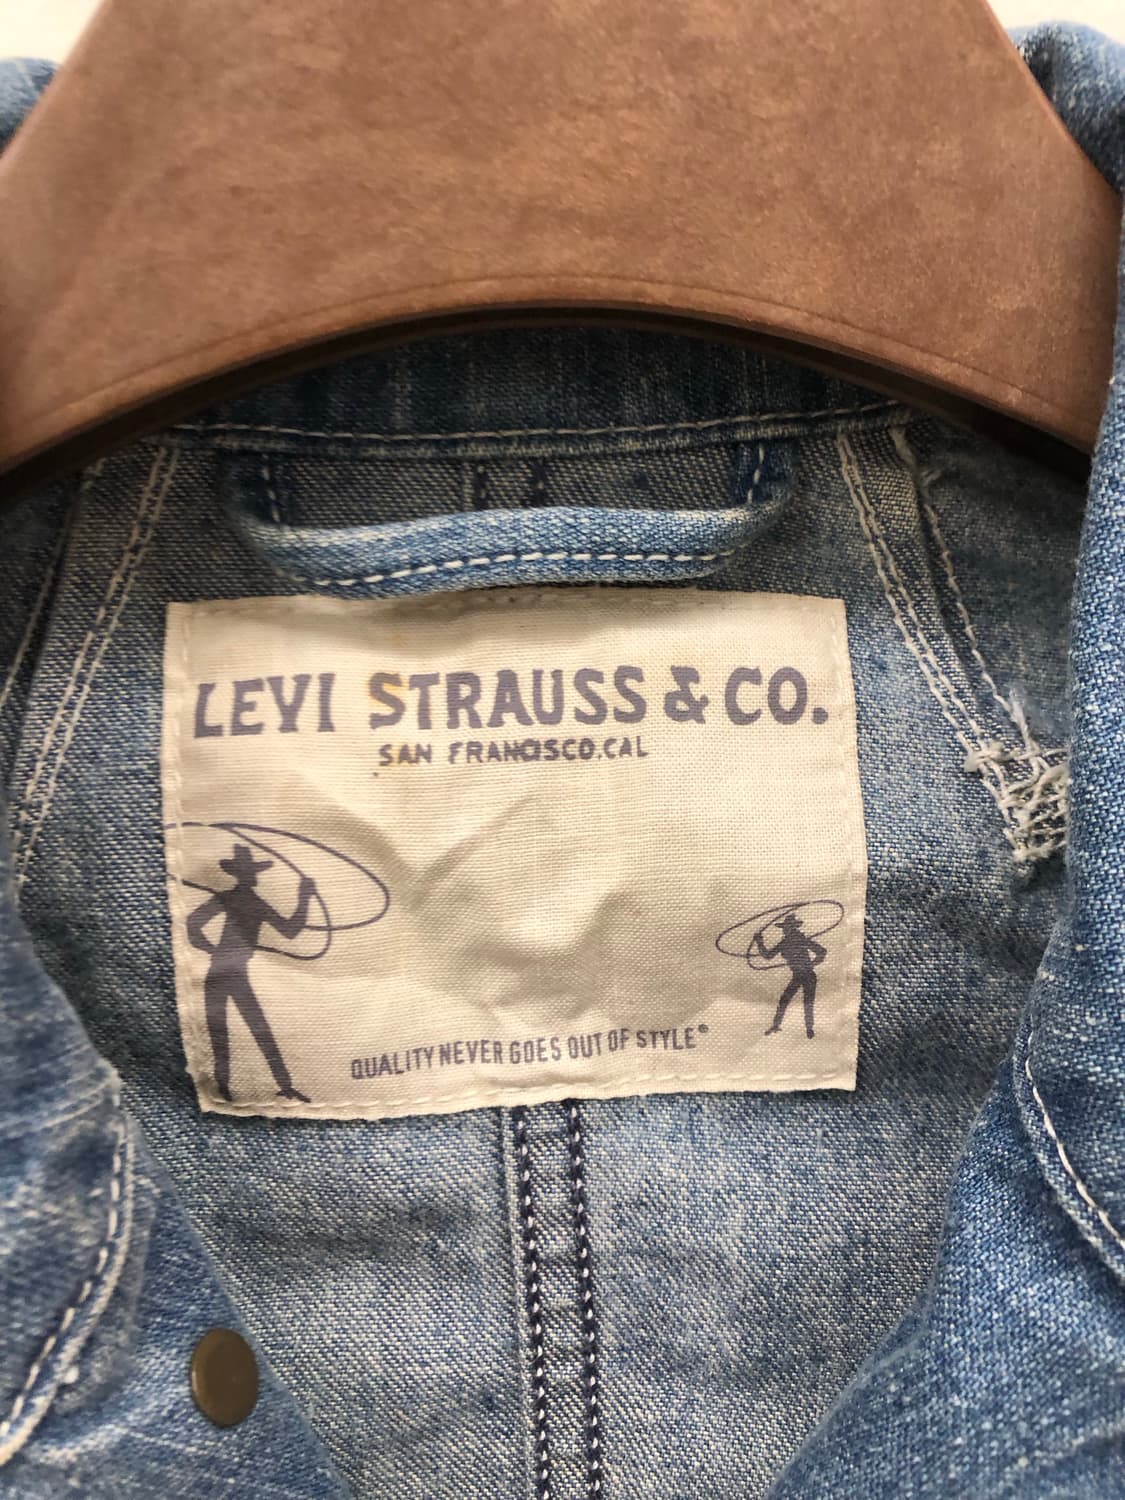 LEVI STRAUSS & CO.
SAN FRANCISCO, CAL
QUALITY NEVER GOES OUT OF STYLE®